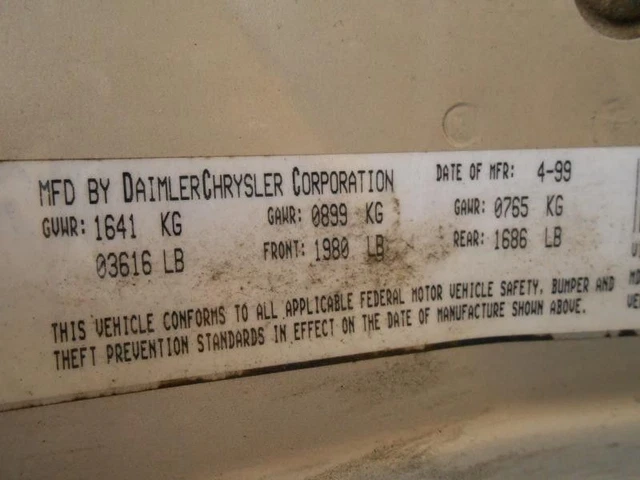 MFD BY DAIMLERCHRYSLER CORPORATION DATE OF MFR: 4-99
GVWR: 1641 KG GAWR: 0899 KG GAWR: 0765 KG
03616 LB FRONT: 1980 LB REAR: 1686 LB
THIS VEHICLE CONFORMS TO ALL APPLICABLE FEDERAL MOTOR VEHICLE SAFETY, BUMPER AND
THEFT PREVENTION STANDARDS IN EFFECT ON THE DATE OF MANUFACTURE SHOWN ABOVE.